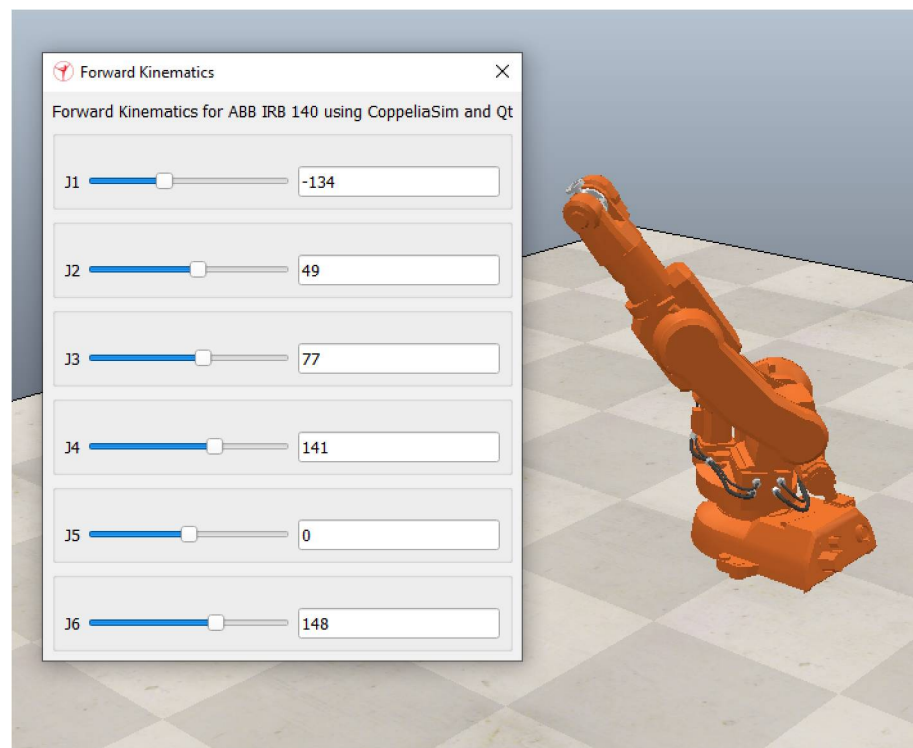 Forward Kinematics
Forward Kinematics for ABB IRB 140 using CoppeliaSim and Qt
J1 -134
J2 49
J3 77
J4 141
J5 0
J6 148